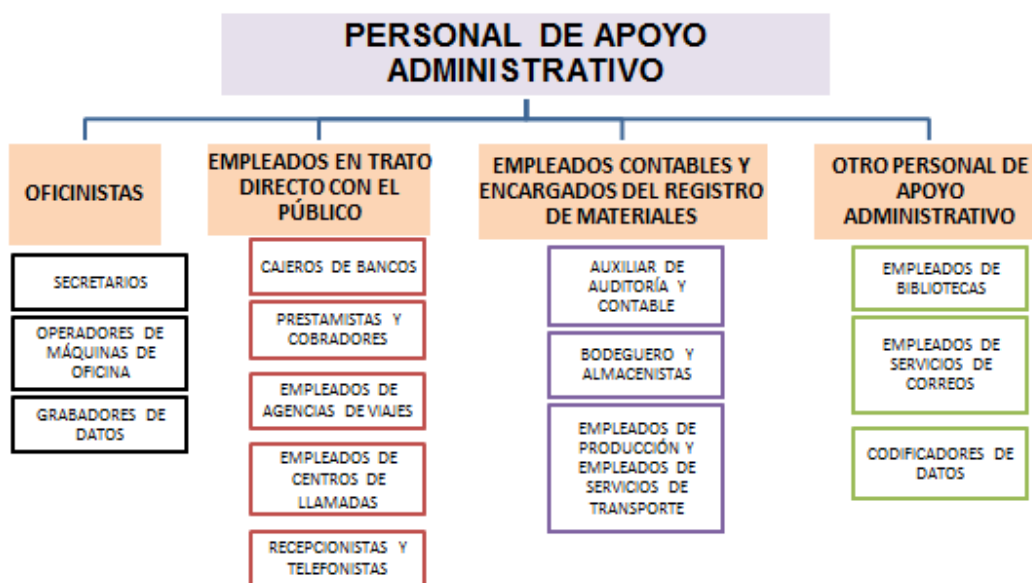 PERSONAL DE APOYO
ADMINISTRATIVO
OFICINISTAS
SECRETARIOS
OPERADORES DE
MÁQUINAS DE
OFICINA
GRABADORES DE
DATOS
EMPLEADOS EN TRATO
DIRECTO CON EL
PÚBLICO
CAJEROS DE BANCOS
PRESTAMISTAS Y
COBRADORES
EMPLEADOS DE
AGENCIAS DE VIAJES
EMPLEADOS DE
CENTROS DE
LLAMADAS
RECEPCIONISTAS Y
TELEFONISTAS
EMPLEADOS CONTABLES Y
ENCARGADOS DEL REGISTRO
DE MATERIALES
AUXILIAR DE
AUDITORÍA Y
CONTABLE
BODEGUERO Y
ALMACENISTAS
EMPLEADOS DE
PRODUCCIÓN Y
EMPLEADOS DE
SERVICIOS DE
TRANSPORTE
OTRO PERSONAL DE
APOYO
ADMINISTRATIVO
EMPLEADOS DE
BIBLIOTECAS
EMPLEADOS DE
SERVICIOS DE
CORREOS
CODIFICADORES DE
DATOS